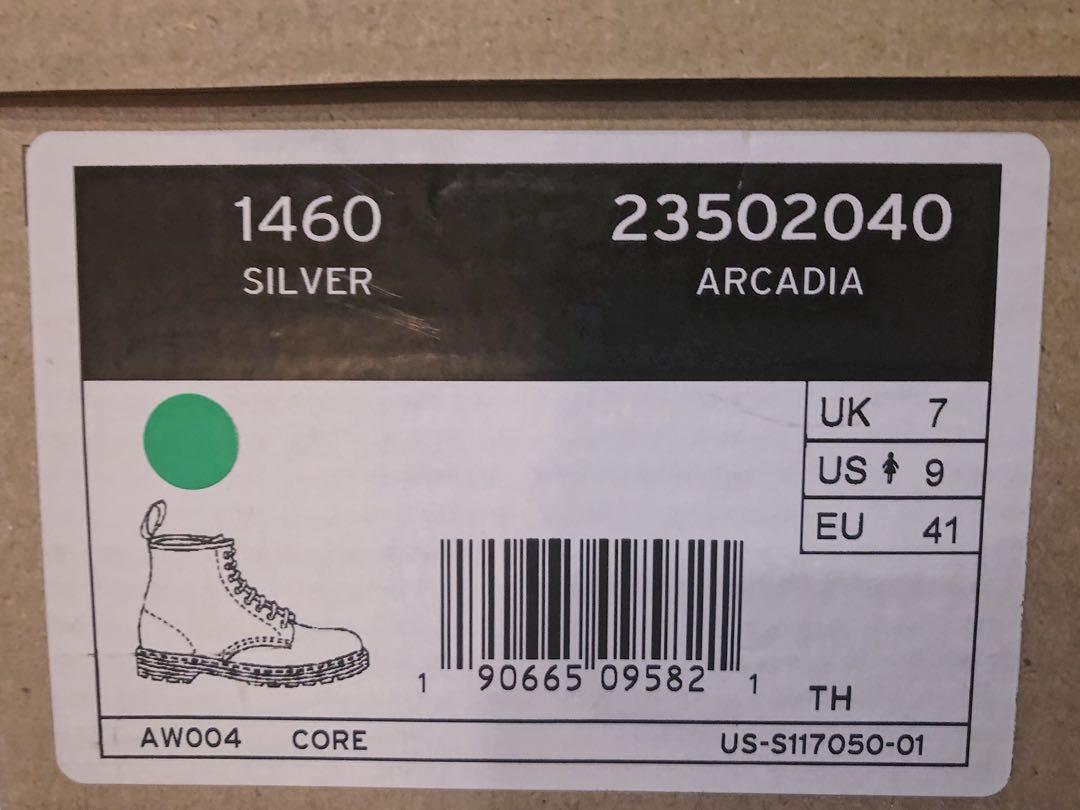 1460 23502040
SILVER ARCADIA
UK 7
US 9
EU 41
1 90665 09582 1
TH
AW004 CORE US-S117050-01